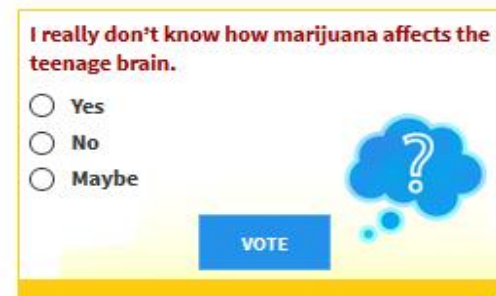 I really don't know how marijuana affects the
teenage brain.
Yes
No
Maybe
?
VOTE